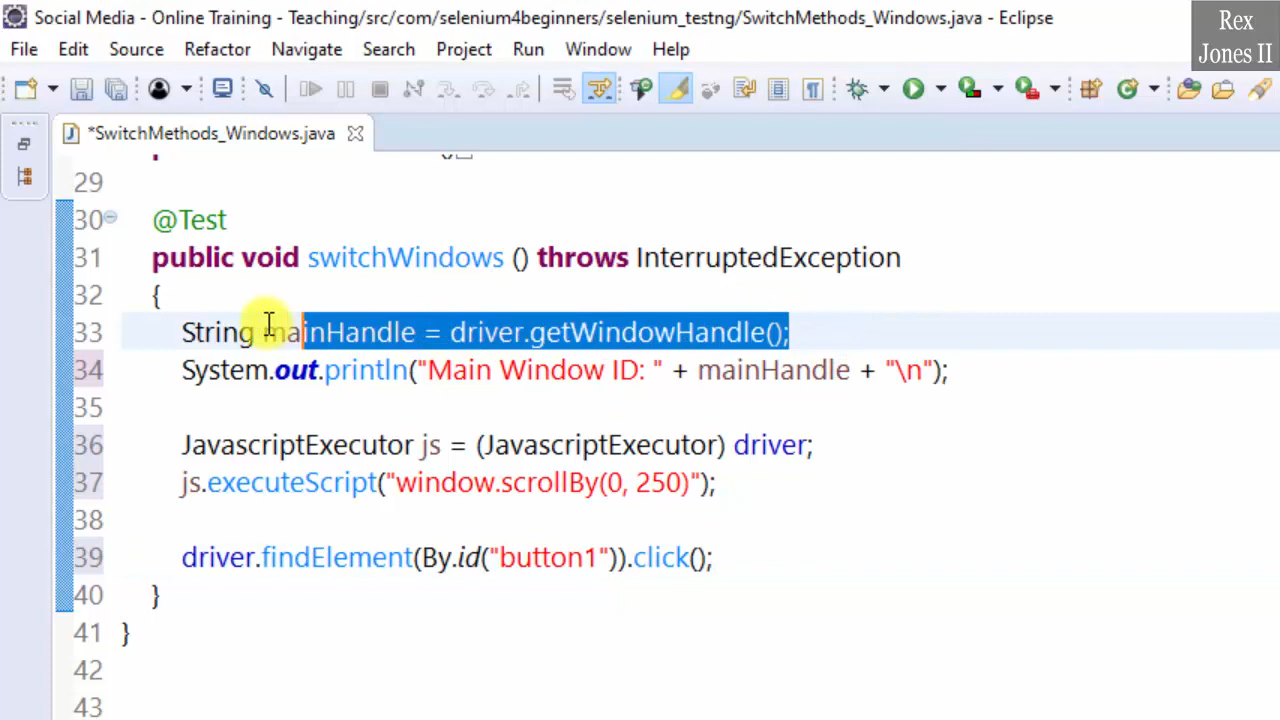 Social Media - Online Training - Teaching/src/com/selenium4beginners/selenium_testng/SwitchMethods_Windows.java - Eclipse
Rex
Jones II
File Edit Source Refactor Navigate Search Project Run Window Help
*SwitchMethods_Windows.java
29
30 @Test
31 public void switchWindows () throws InterruptedException
32 {
33 String mainHandle = driver.getWindowHandle();
34 System.out.println("Main Window ID: " + mainHandle + "\n");
35
36 JavascriptExecutor js = (JavascriptExecutor) driver;
37 js.executeScript("window.scrollBy(0, 250)");
38
39 driver.findElement(By.id("button1")).click();
40 }
41 }
42
43